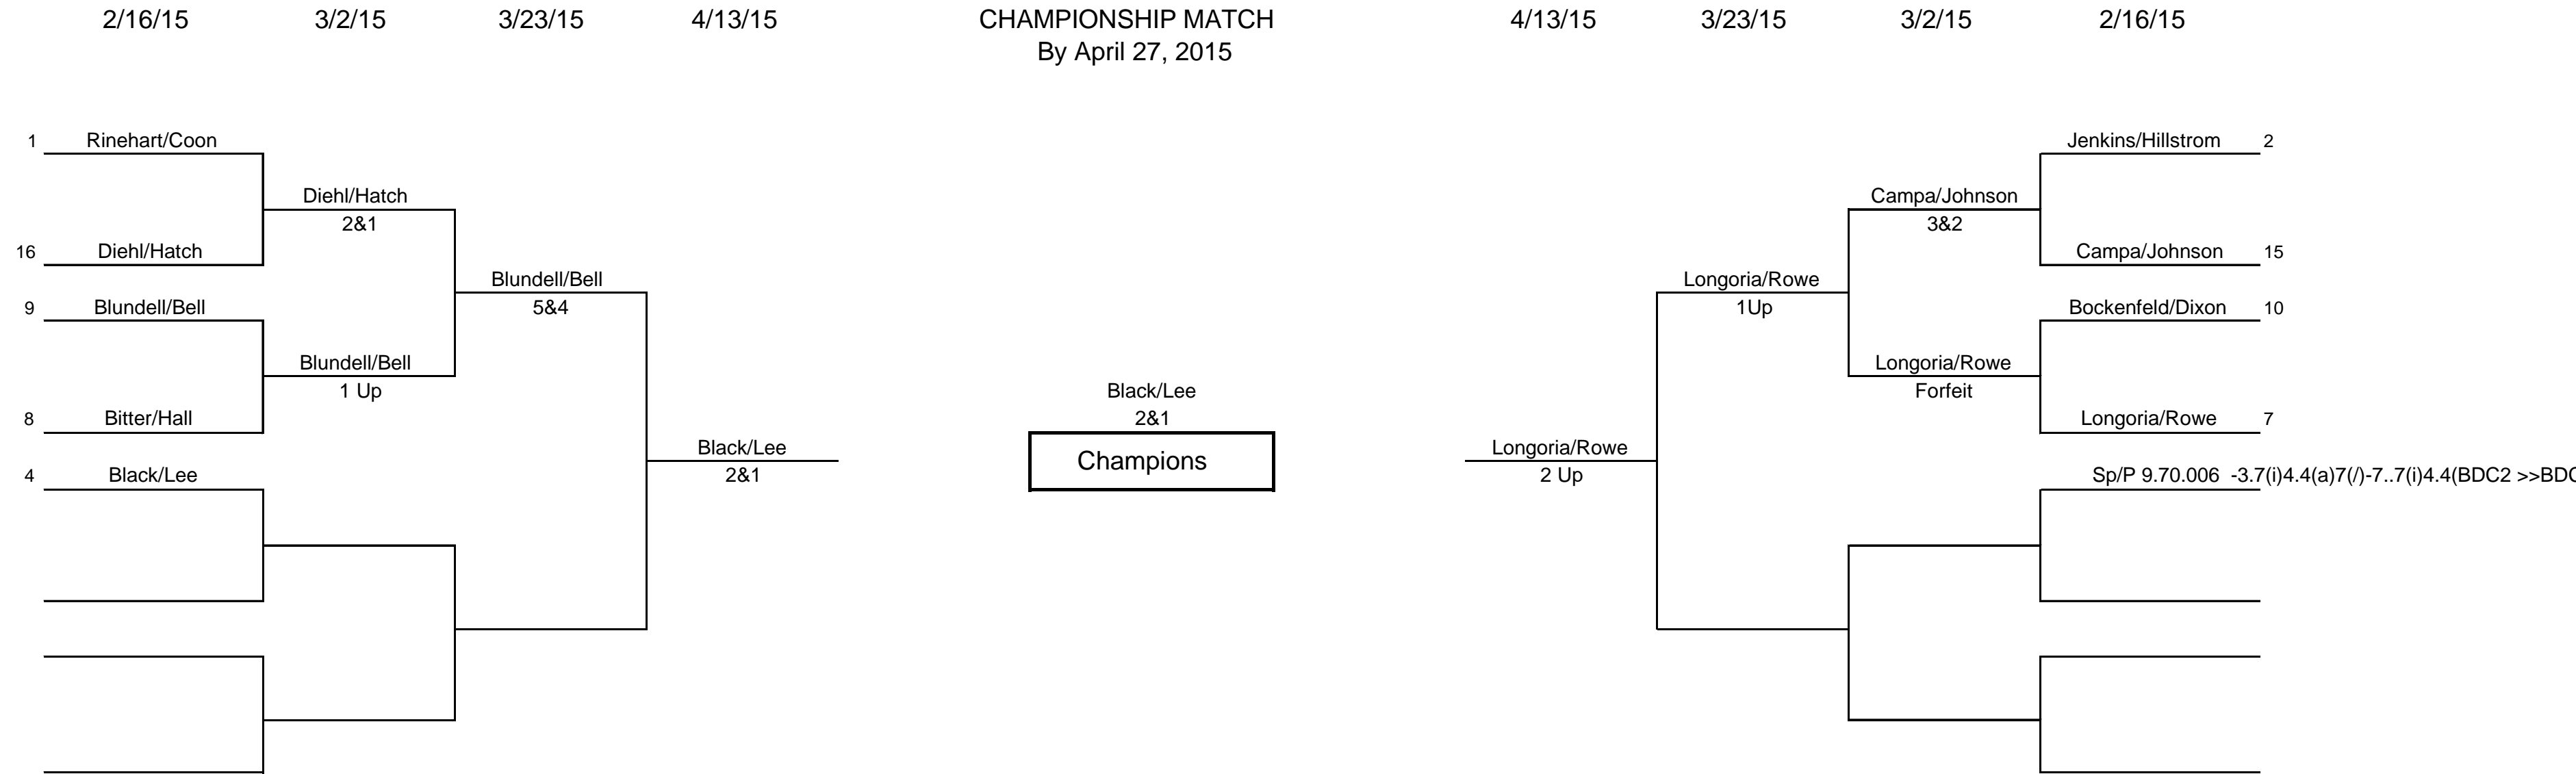 2/16/15 3/2/15 3/23/15 4/13/15 CHAMPIONSHIP MATCH 4/13/15 3/23/15 3/2/15 2/16/15
By April 27, 2015
1 Rinehart/Coon Jenkins/Hillstrom 2
Diehl/Hatch Campa/Johnson
2&1 3&2
16 Diehl/Hatch Campa/Johnson 15
Blundell/Bell Longoria/Rowe
9 Blundell/Bell 5&4 1Up Bockenfeld/Dixon 10
Blundell/Bell Longoria/Rowe
1 Up Black/Lee Forfeit
8 Bitter/Hall 2&1 Longoria/Rowe 7
Black/Lee Champions Longoria/Rowe
4 Black/Lee 2&1 2 Up Sp/P 9.70.006 -3.7(i)4.4(a)7(/)-7..7(i)4.4(BDC2 >>BDC